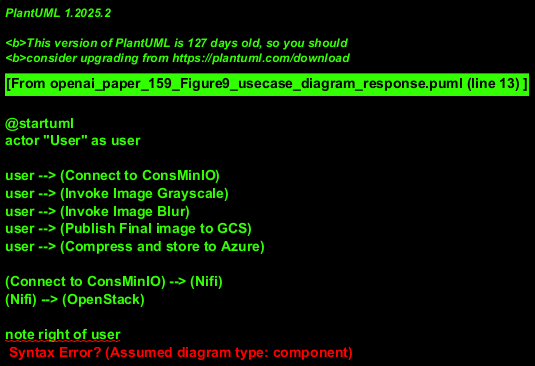 PlantUML 1.2025.2
<b>This version of PlantUML is 127 days old, so you should
<b>consider upgrading from https://plantuml.com/download
[From openai_paper_159_Figure9_usecase_diagram_response.puml (line 13) ]
@startuml
actor "User" as user
user --> (Connect to ConsMinIO)
user --> (Invoke Image Grayscale)
user --> (Invoke Image Blur)
user --> (Publish Final image to GCS)
user --> (Compress and store to Azure)
(Connect to ConsMinIO) --> (Nifi)
(Nifi) --> (OpenStack)
note right of user
Syntax Error? (Assumed diagram type: component)